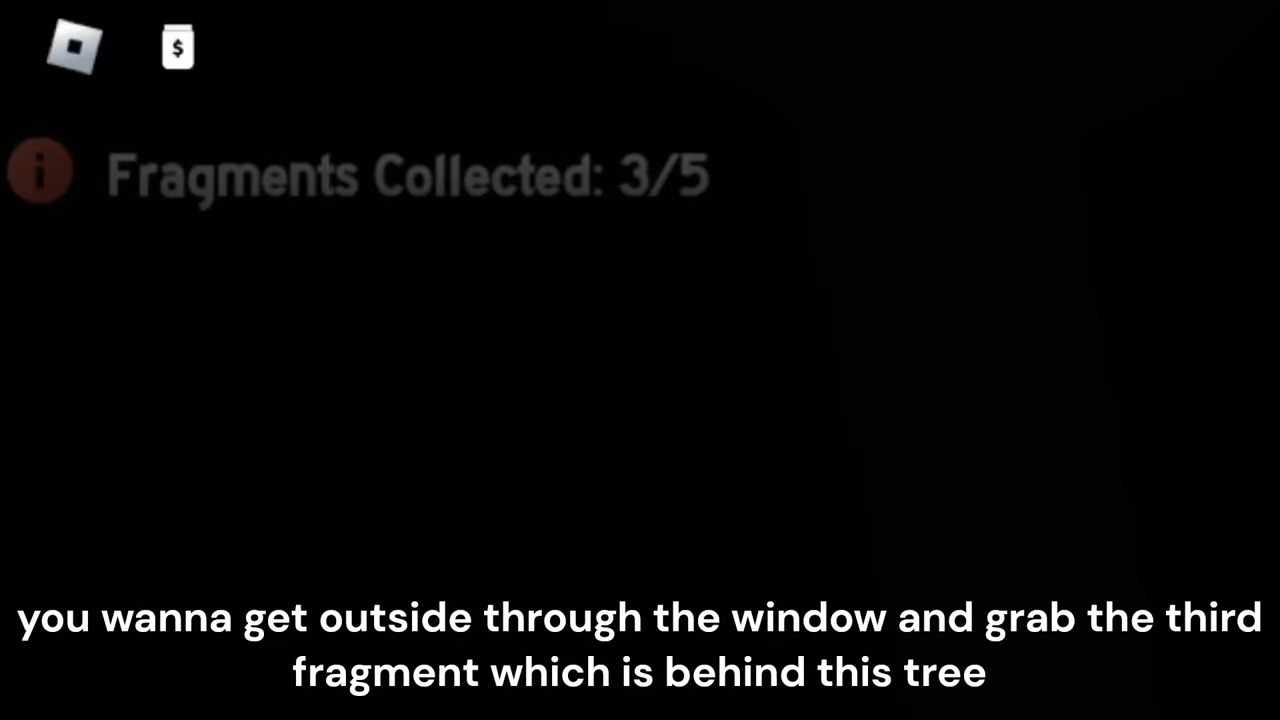 $
i
Fragments Collected: 3/5
you wanna get outside through the window and grab the third
fragment which is behind this tree